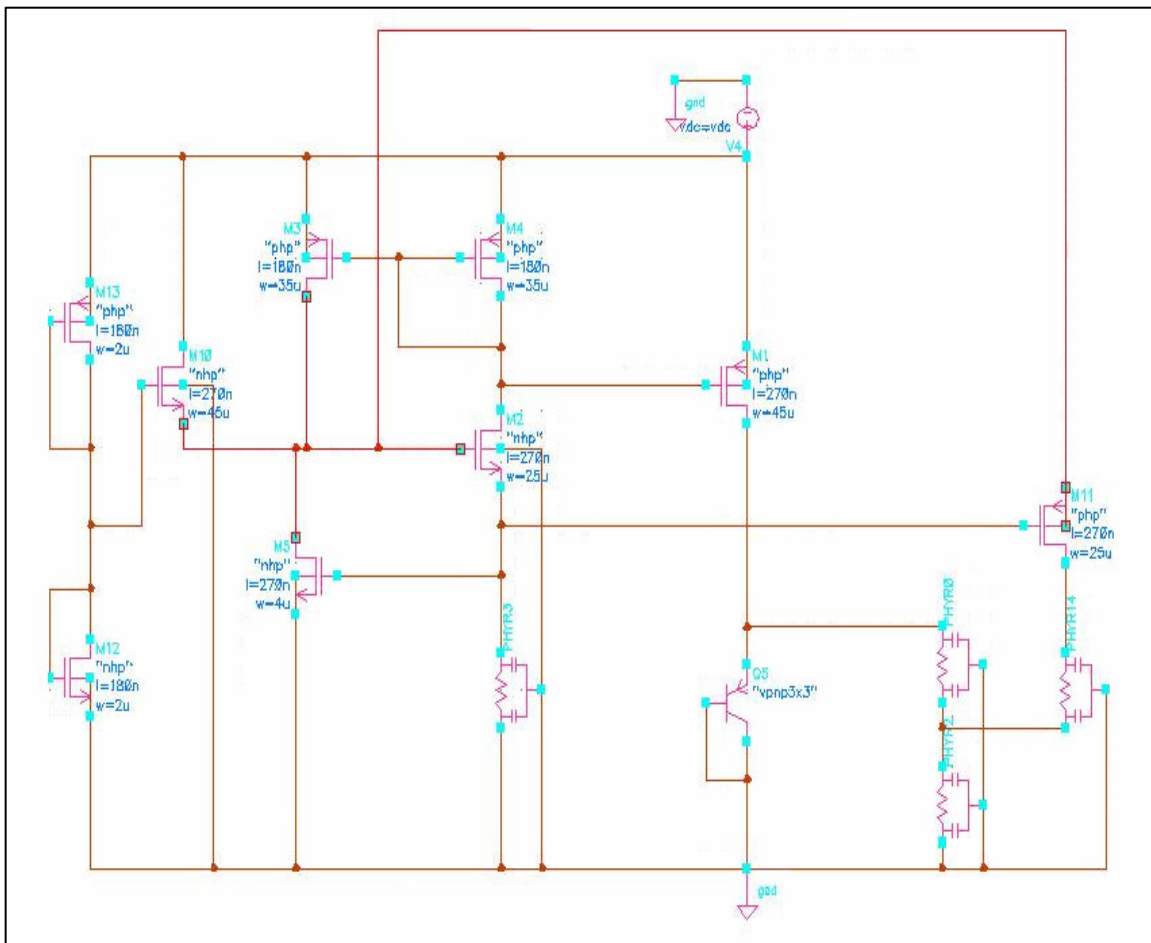 gnd
vdc=vdc
V4
M3
"php"
l=180n
w=35u
M4
"php"
l=180n
w=35u
M13
"php"
l=180n
w=2u
M10
"nhp"
l=270n
w=45u
M1
"php"
l=270n
w=45u
M2
"nhp"
l=270n
w=25u
M11
"php"
l=270n
w=25u
M5
"nhp"
l=270n
w=4u
M12
"nhp"
l=180n
w=2u
PHYR3
Q5
"vpnp3x3"
PHYR0
PHYR14
PHYR2
gnd